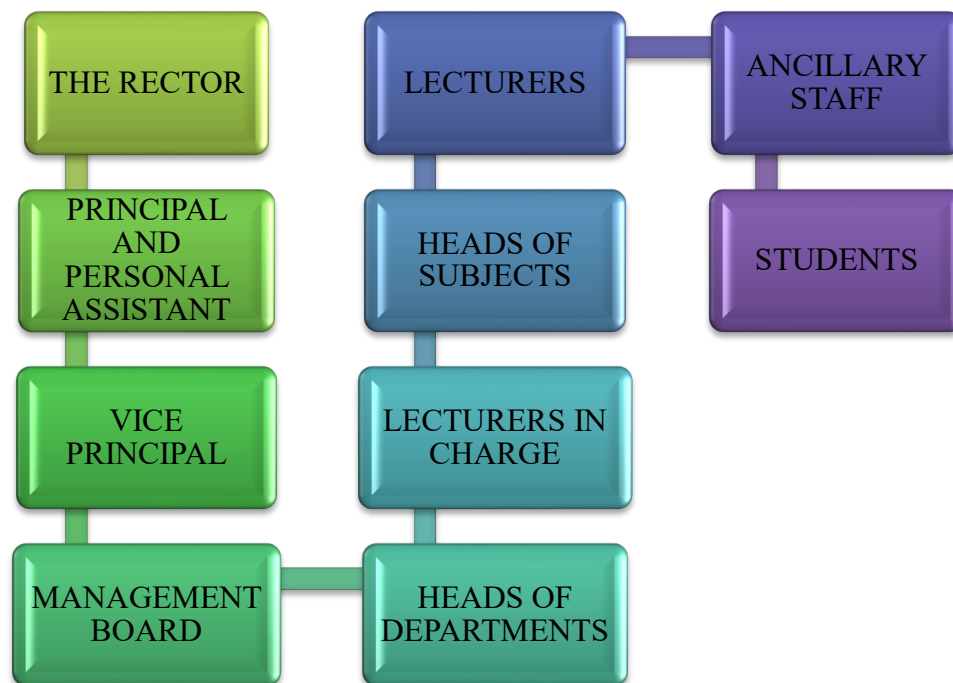 THE RECTOR
PRINCIPAL
AND
PERSONAL
ASSISTANT
VICE
PRINCIPAL
MANAGEMENT
BOARD
HEADS OF
DEPARTMENTS
LECTURERS IN
CHARGE
HEADS OF
SUBJECTS
LECTURERS
ANCILLARY
STAFF
STUDENTS